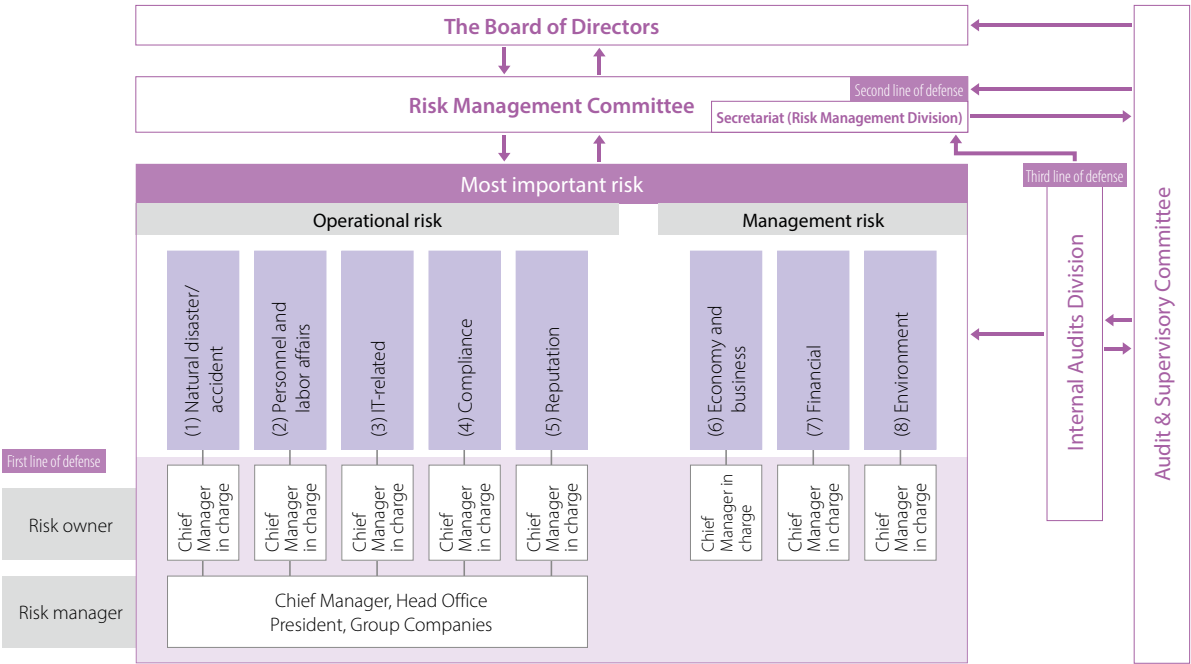 The Board of Directors
Second line of defense
Risk Management Committee
Secretariat (Risk Management Division)
Most important risk
Third line of defense
Operational risk
Management risk
(1) Natural disaster/
accident
(2) Personnel and
labor affairs
(3) IT-related
(4) Compliance
(5) Reputation
(6) Economy and
business
(7) Financial
(8) Environment
Internal Audits Division
Audit & Supervisory Committee
First line of defense
Risk owner
Chief
Manager
in charge
Chief
Manager
in charge
Chief
Manager
in charge
Chief
Manager
in charge
Chief
Manager
in charge
Chief
Manager in
charge
Chief
Manager
in charge
Chief
Manager
in charge
Risk manager
Chief Manager, Head Office
President, Group Companies